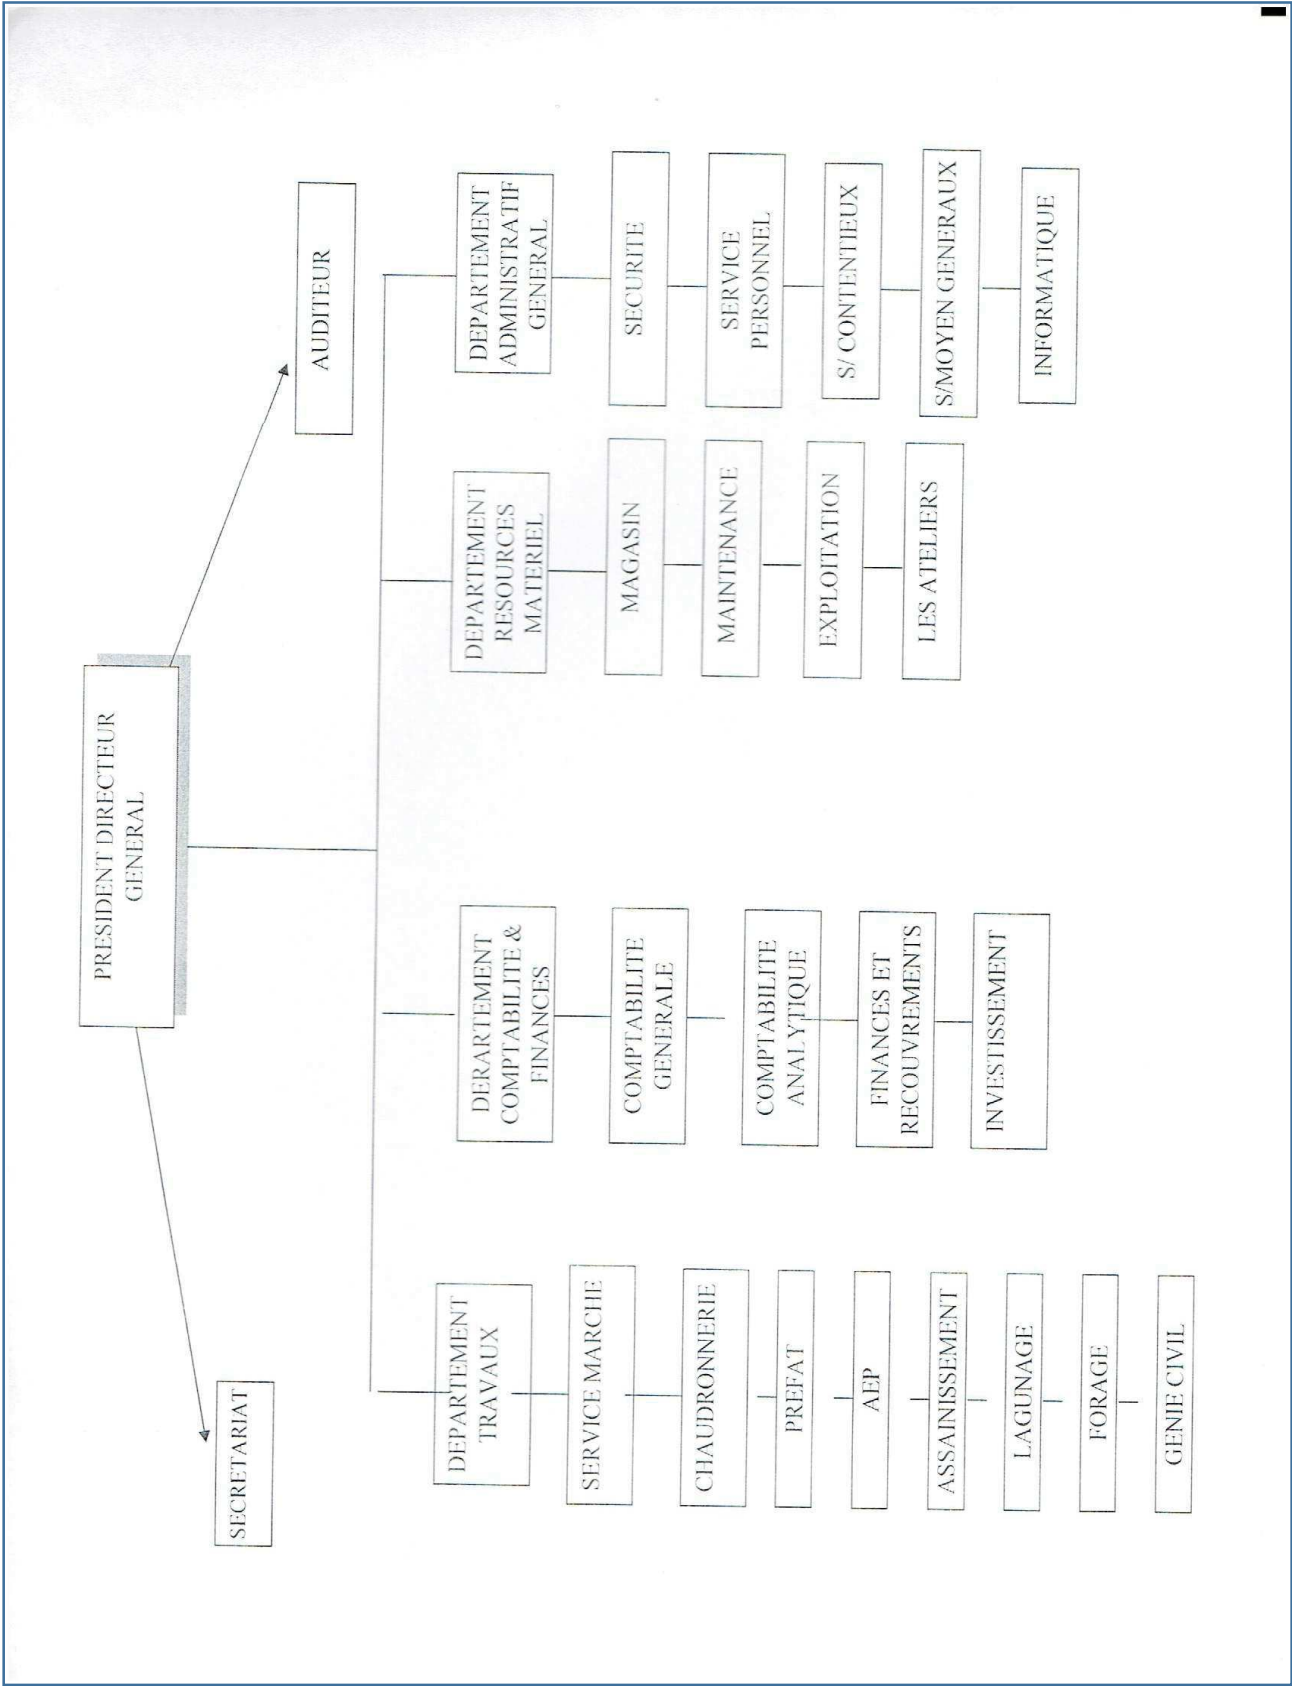 PRESIDENT DIRECTEUR
GENERAL
SECRETARIAT
AUDITEUR
DEPARTEMENT
TRAVAUX
SERVICE MARCHE
CHAUDRONNERIE
PREFAT
AEP
ASSAINISSEMENT
LAGUNAGE
FORAGE
GENIE CIVIL
DERARTEMENT
COMPTABILITE &
FINANCES
COMPTABILITE
GENERALE
COMPTABILITE
ANALYTIQUE
FINANCES ET
RECOUVREMENTS
INVESTISSEMENT
DEPARTEMENT
RESOURCES
MATERIEL
MAGASIN
MAINTENANCE
EXPLOITATION
LES ATELIERS
DEPARTEMENT
ADMINISTRATIF
GENERAL
SECURITE
SERVICE
PERSONNEL
S/ CONTENTIEUX
S/MOYEN GENERAUX
INFORMATIQUE